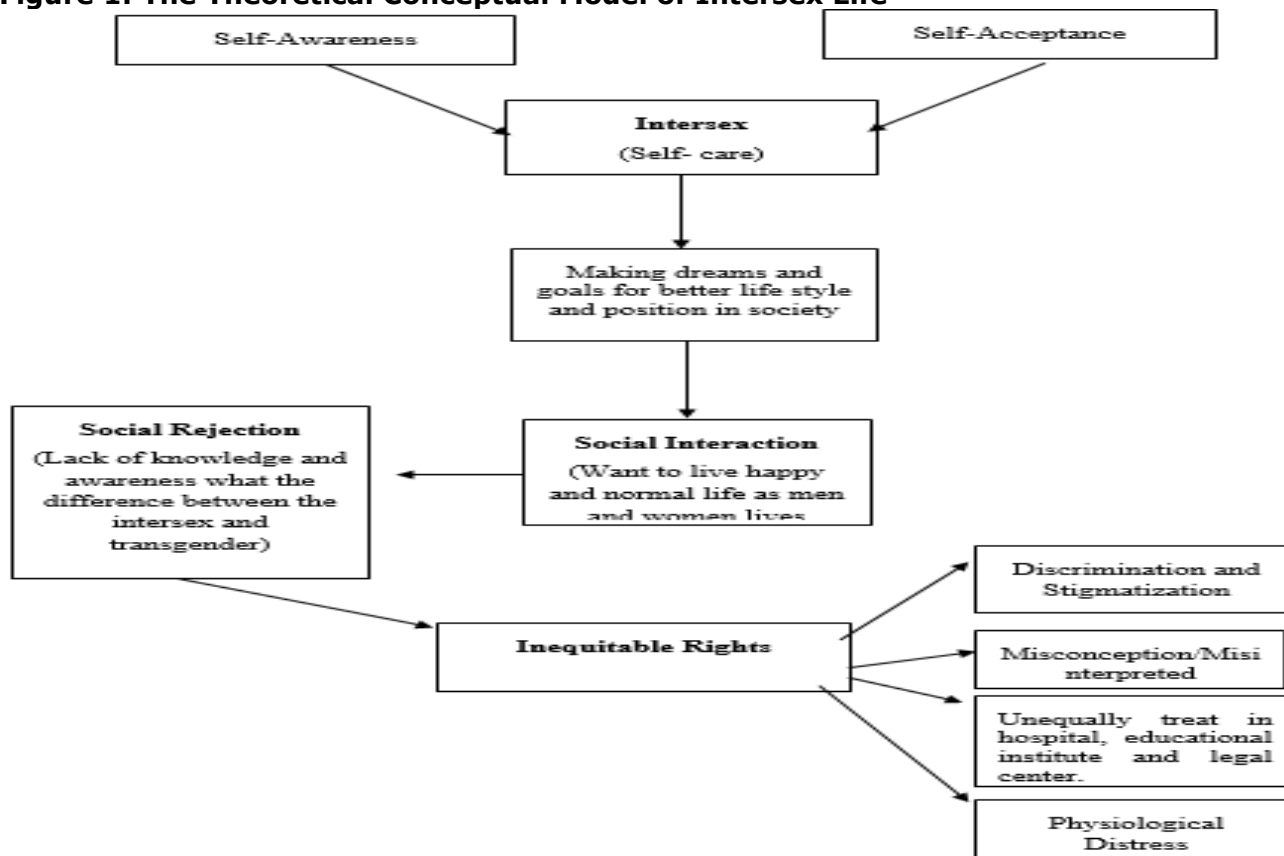 Figure 1: The Theoretical Conceptual Model of Intersex Life
Self-Awareness
Self-Acceptance
Intersex
(Self- care)
Making dreams and
goals for better life style
and position in society
Social Interaction
(Want to live happy
and normal life as men
and women lives
Social Rejection
(Lack of knowledge and
awareness what the
difference between the
intersex and
transgender)
Inequitable Rights
Discrimination and
Stigmatization
Misconception/Misi
nterpreted
Unequally treat in
hospital, educational
institute and legal
center.
Physiological
Distress